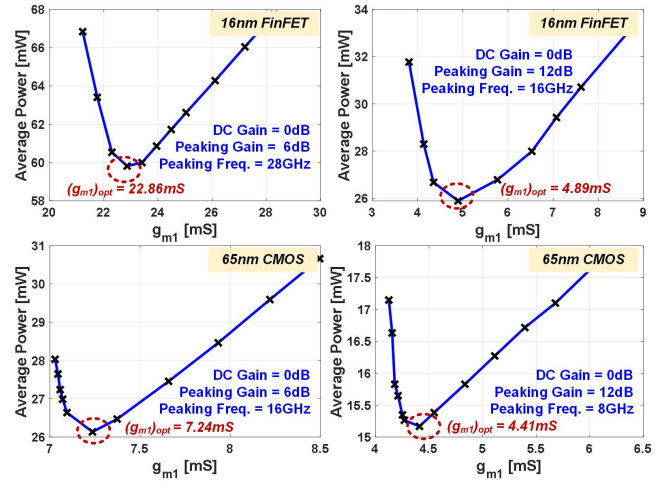 16nm FinFET
Average Power [mW]
68
66
64
62
60
58
DC Gain = 0dB
Peaking Gain = 6dB
Peaking Freq. = 28GHz
(gm1)opt = 22.86mS
20 22 24 26 28 30
gm1 [mS]
16nm FinFET
Average Power [mW]
34
32
30
28
26
DC Gain = 0dB
Peaking Gain = 12dB
Peaking Freq. = 16GHz
(gm1)opt = 4.89mS
3 4 5 6 7 8 9
gm1 [mS]
65nm CMOS
Average Power [mW]
31
30
29
28
27
26
DC Gain = 0dB
Peaking Gain = 6dB
Peaking Freq. = 16GHz
(gm1)opt = 7.24mS
7 7.5 8 8.5
gm1 [mS]
65nm CMOS
Average Power [mW]
18
17.5
17
16.5
16
15.5
15
DC Gain = 0dB
Peaking Gain = 12dB
Peaking Freq. = 8GHz
(gm1)opt = 4.41mS
4 4.5 5 5.5 6 6.5
gm1 [mS]